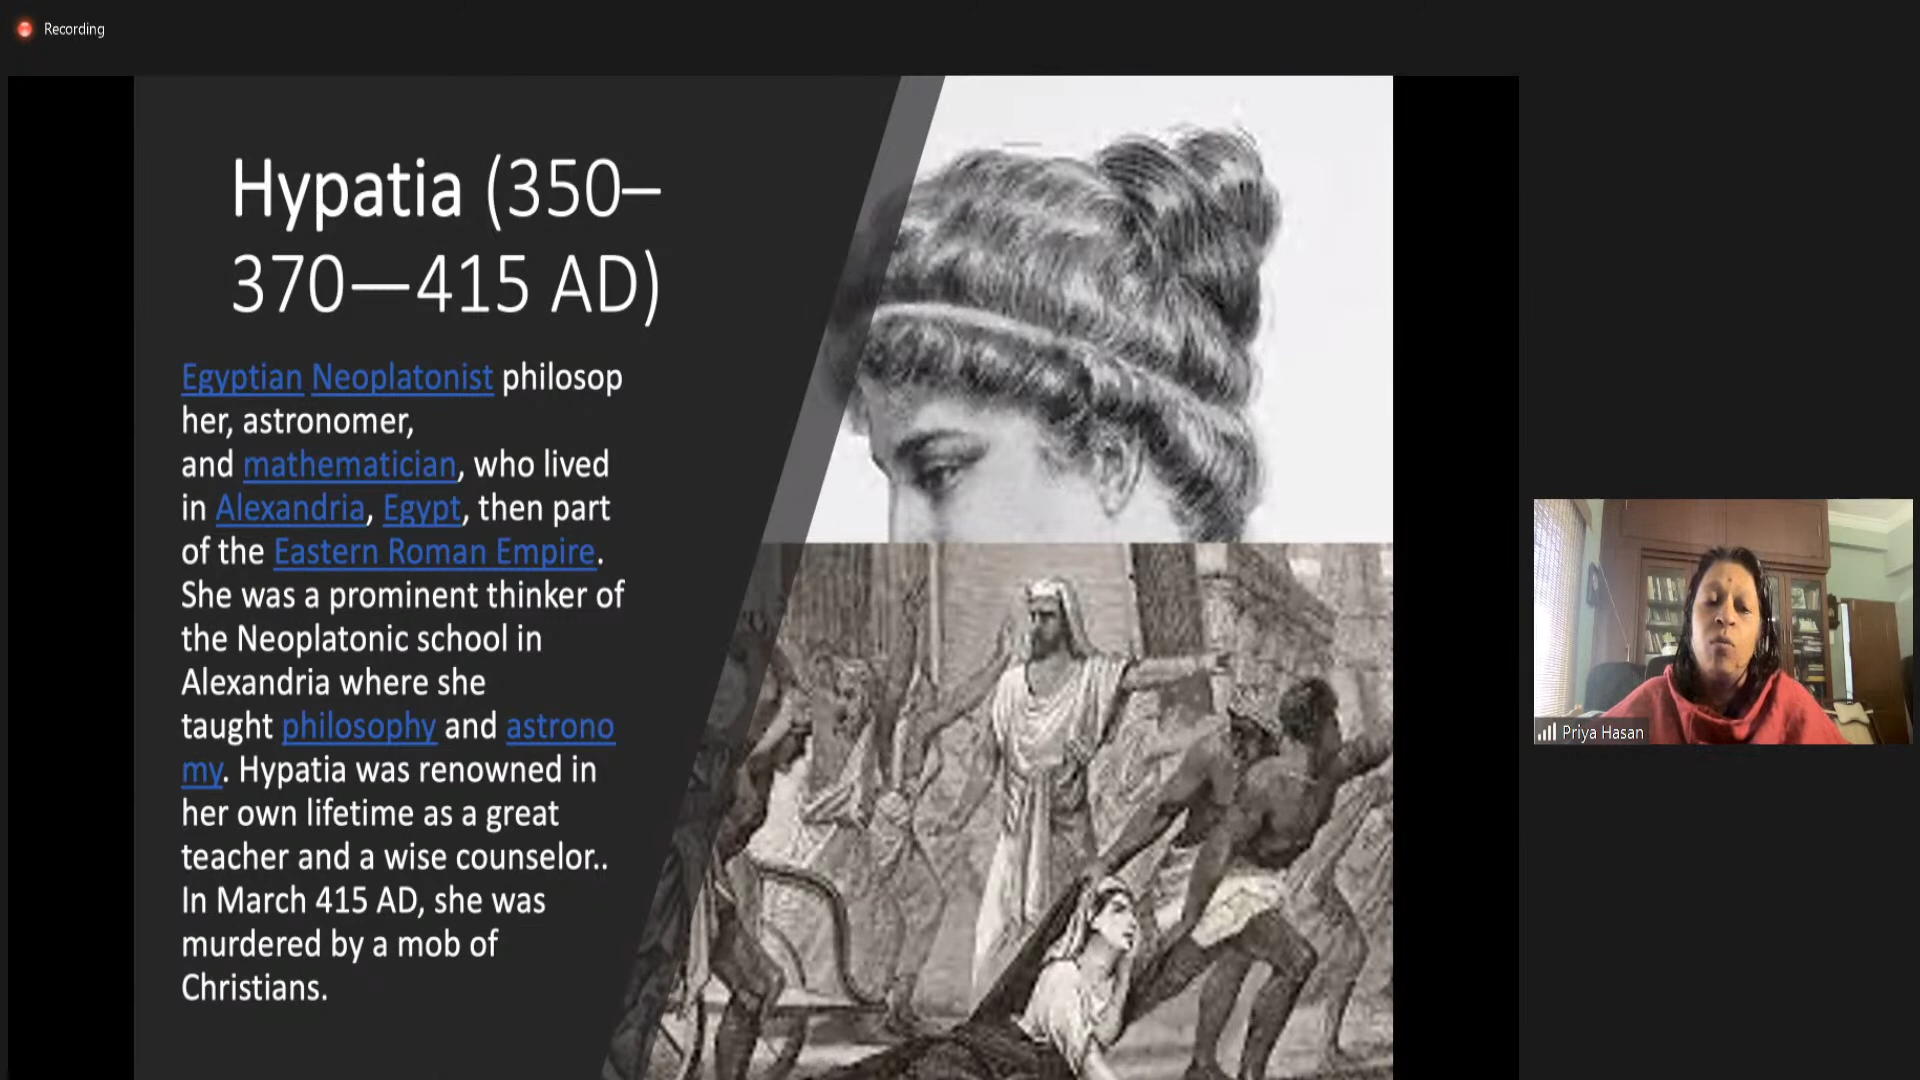 Recording
Hypatia (350–
370—415 AD)
Egyptian Neoplatonist philosop
her, astronomer,
and mathematician, who lived
in Alexandria, Egypt, then part
of the Eastern Roman Empire.
She was a prominent thinker of
the Neoplatonic school in
Alexandria where she
taught philosophy and astrono
my. Hypatia was renowned in
her own lifetime as a great
teacher and a wise counselor..
In March 415 AD, she was
murdered by a mob of
Christians.
Priya Hasan